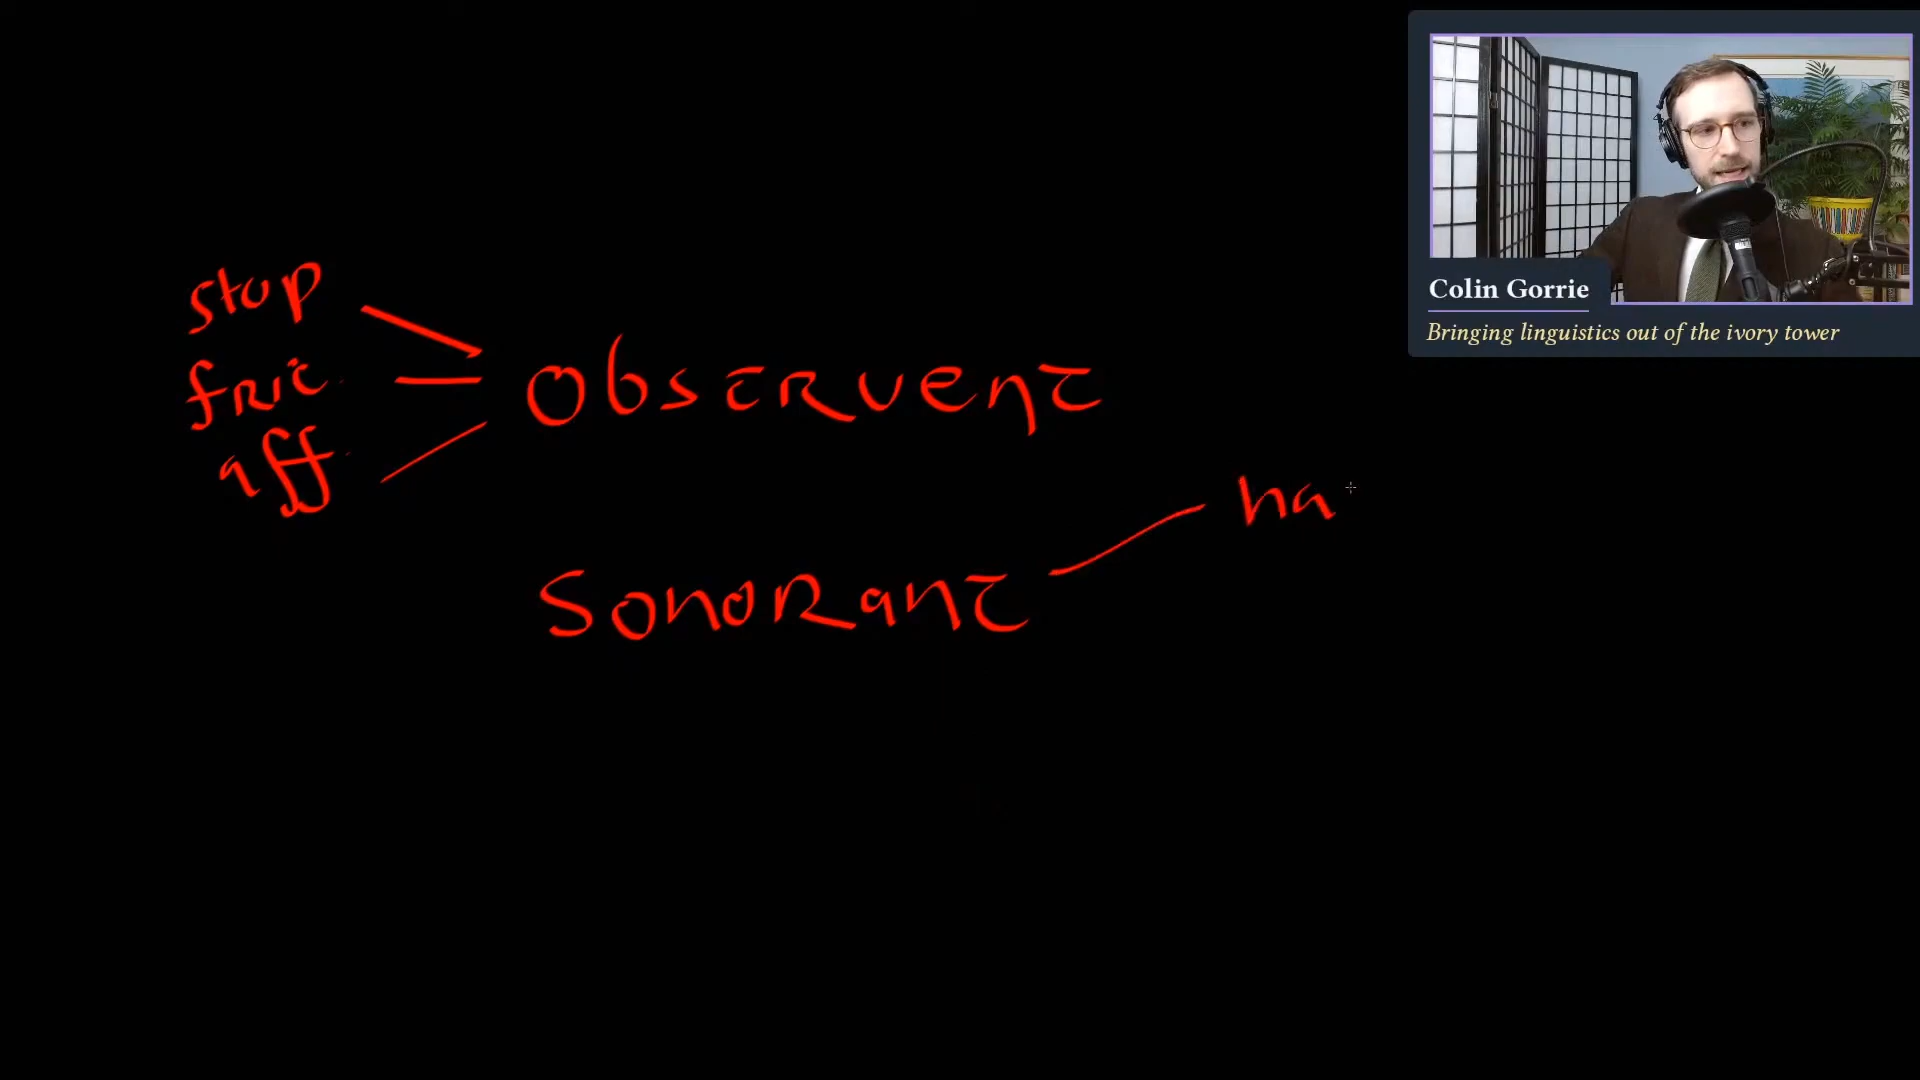 Colin Gorrie
Bringing linguistics out of the ivory tower
stop
fric.
aff.
Obstruent
na
Sonorant